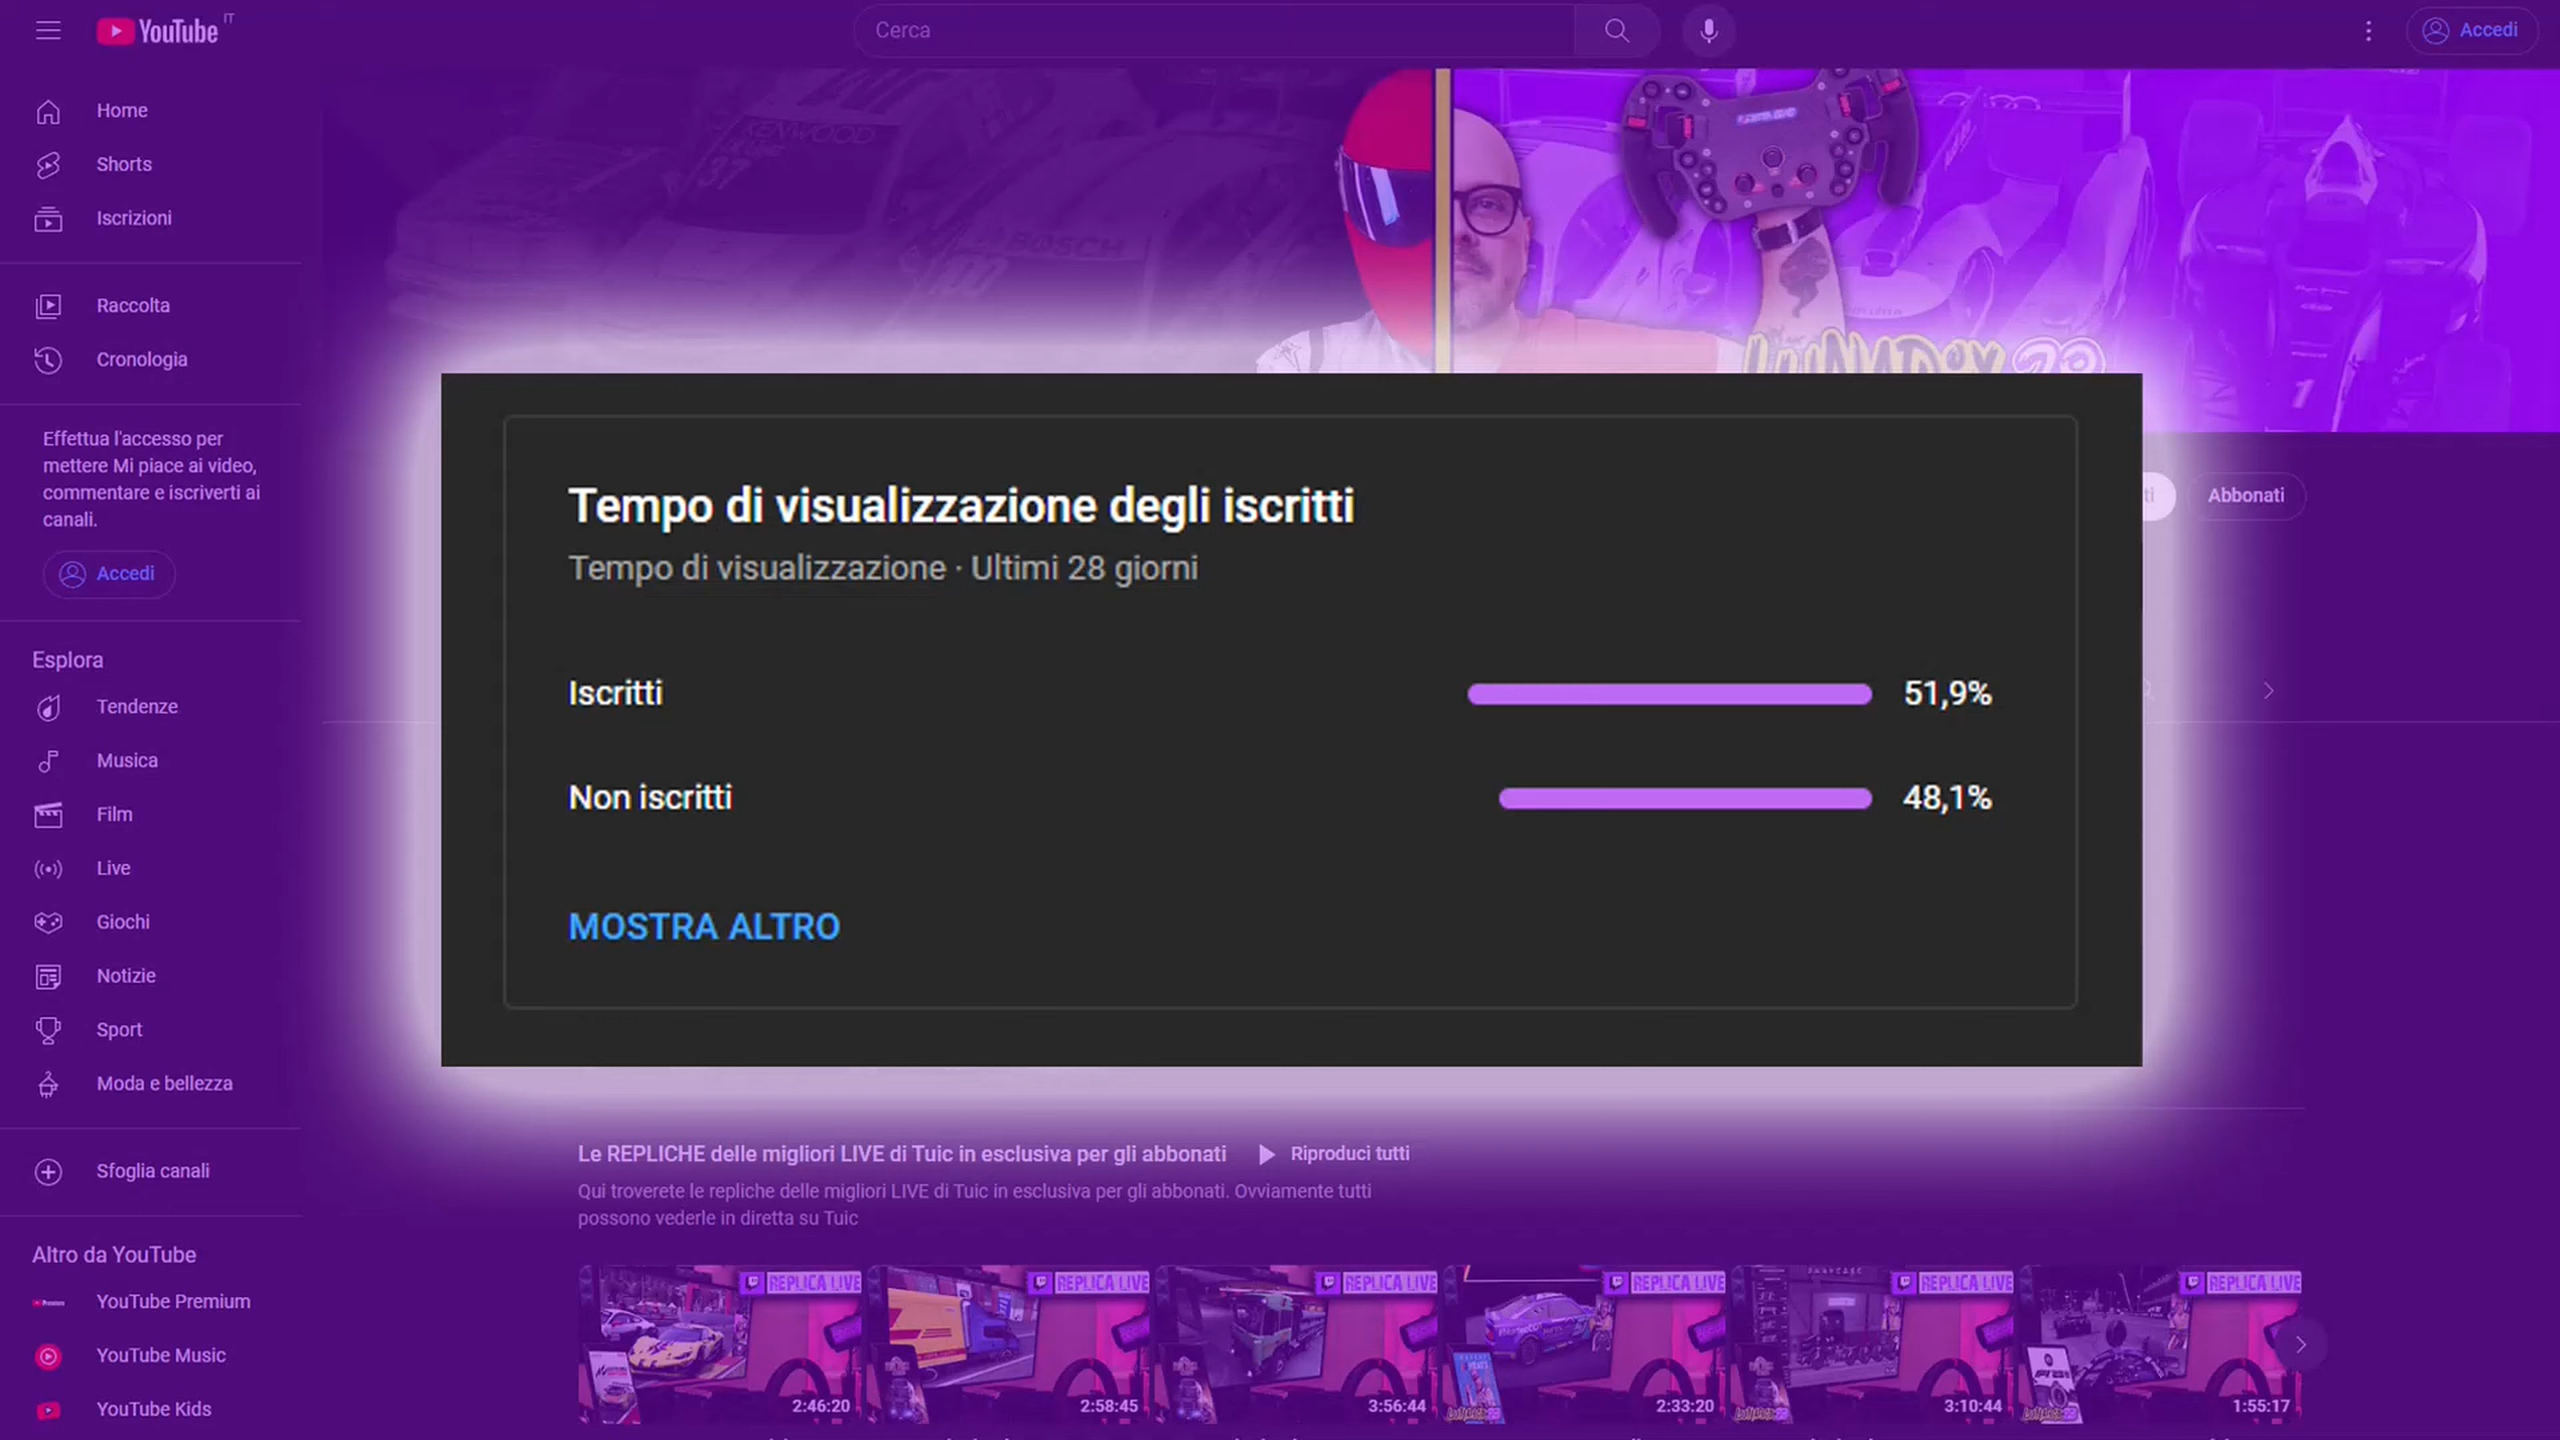 YouTube IT
Cerca
Accedi
Home
Shorts
Iscrizioni
Raccolta
Cronologia
Effettua l'accesso per
mettere Mi piace ai video,
commentare e iscriverti ai
canali.
Accedi
Esplora
Tendenze
Musica
Film
Live
Giochi
Notizie
Sport
Moda e bellezza
Sfoglia canali
Altro da YouTube
YouTube Premium
YouTube Music
YouTube Kids
KENWOOD
37
BOSCH
100
1
Abbonati
Tempo di visualizzazione degli iscritti
Tempo di visualizzazione · Ultimi 28 giorni
Iscritti
51,9%
Non iscritti
48,1%
MOSTRA ALTRO
Le REPLICHE delle migliori LIVE di Tuic in esclusiva per gli abbonati
Riproduci tutti
Qui troverete le repliche delle migliori LIVE di Tuic in esclusiva per gli abbonati. Ovviamente tutti
possono vederle in diretta su Tuic
REPLICA LIVE
2:46:20
REPLICA LIVE
2:58:45
REPLICA LIVE
3:56:44
REPLICA LIVE
2:33:20
REPLICA LIVE
3:10:44
REPLICA LIVE
1:55:17